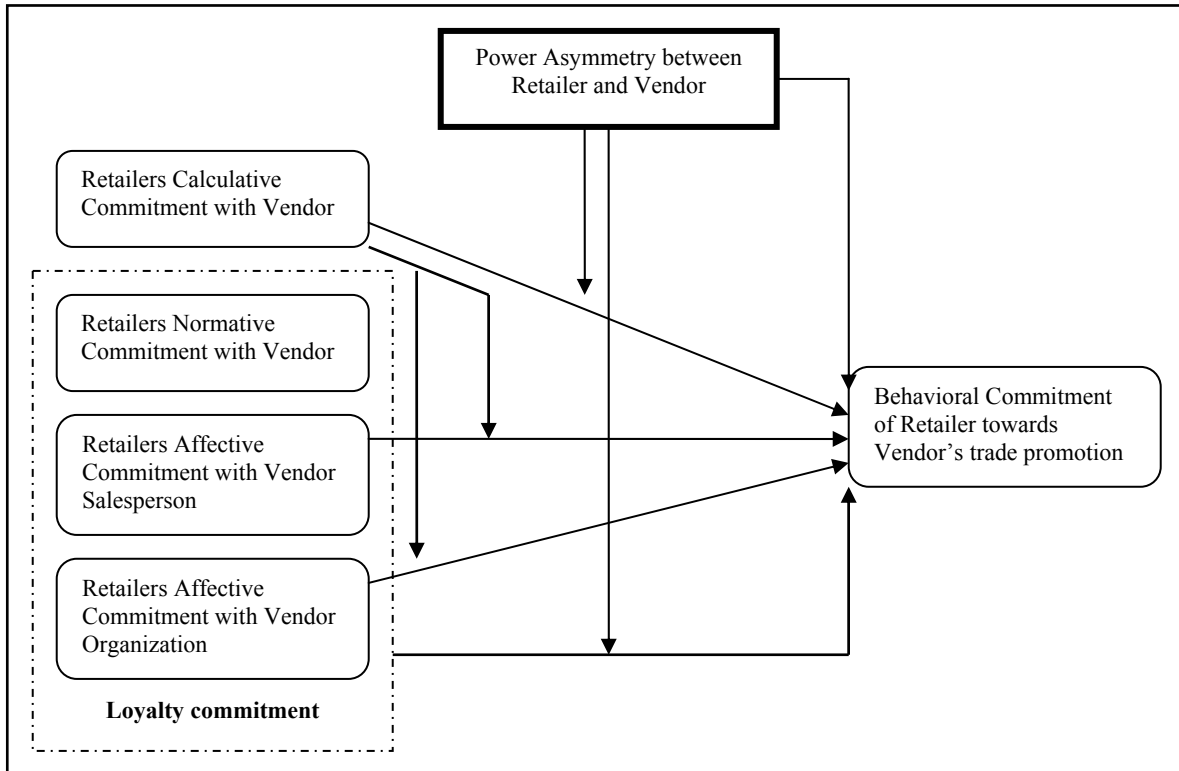 Power Asymmetry between
Retailer and Vendor
Retailers Calculative
Commitment with Vendor
Retailers Normative
Commitment with Vendor
Retailers Affective
Commitment with Vendor
Salesperson
Retailers Affective
Commitment with Vendor
Organization
Loyalty commitment
Behavioral Commitment
of Retailer towards
Vendor’s trade promotion